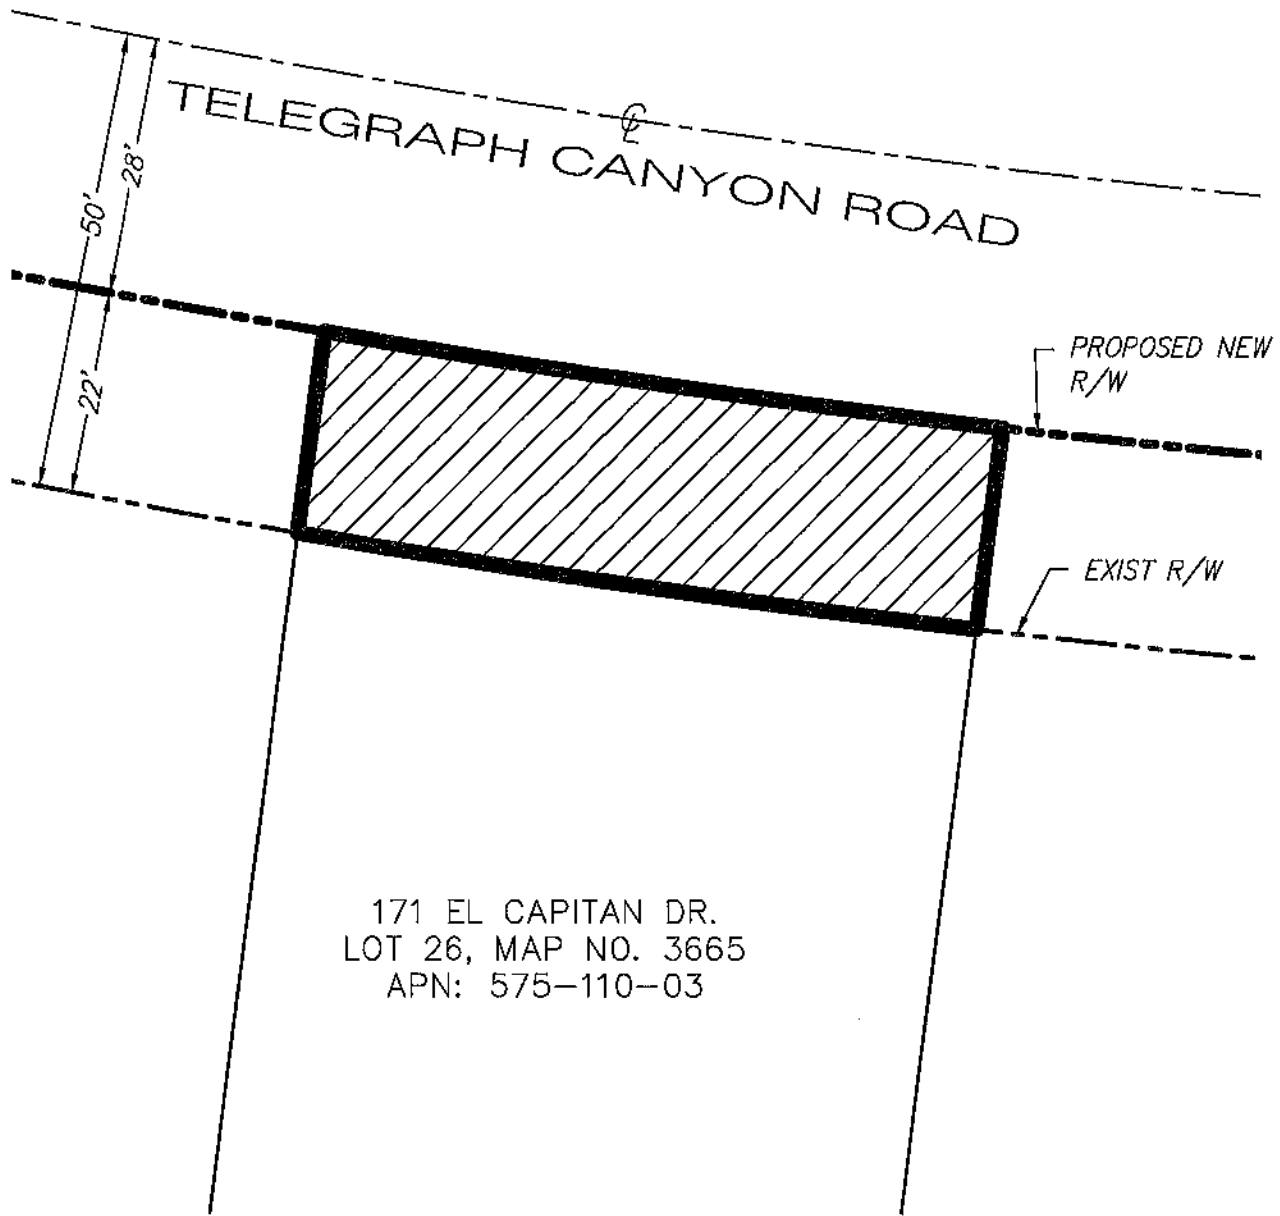 ℄
TELEGRAPH CANYON ROAD
28'
50'
22'
PROPOSED NEW
R/W
EXIST R/W
171 EL CAPITAN DR.
LOT 26, MAP NO. 3665
APN: 575-110-03